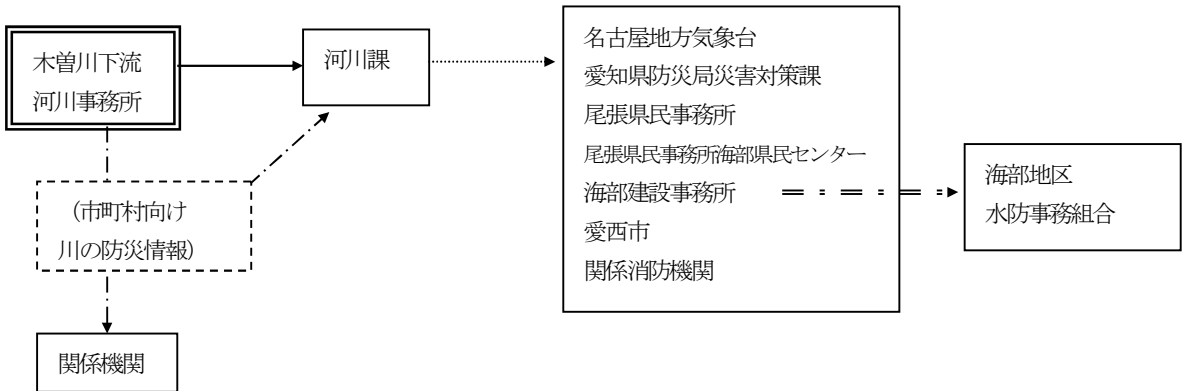 木曽川下流
河川事務所
河川課
(市町村向け
川の防災情報)
関係機関
名古屋地方気象台
愛知県防災局災害対策課
尾張県民事務所
尾張県民事務所海部県民センター
海部建設事務所
愛西市
関係消防機関
海部地区
水防事務組合